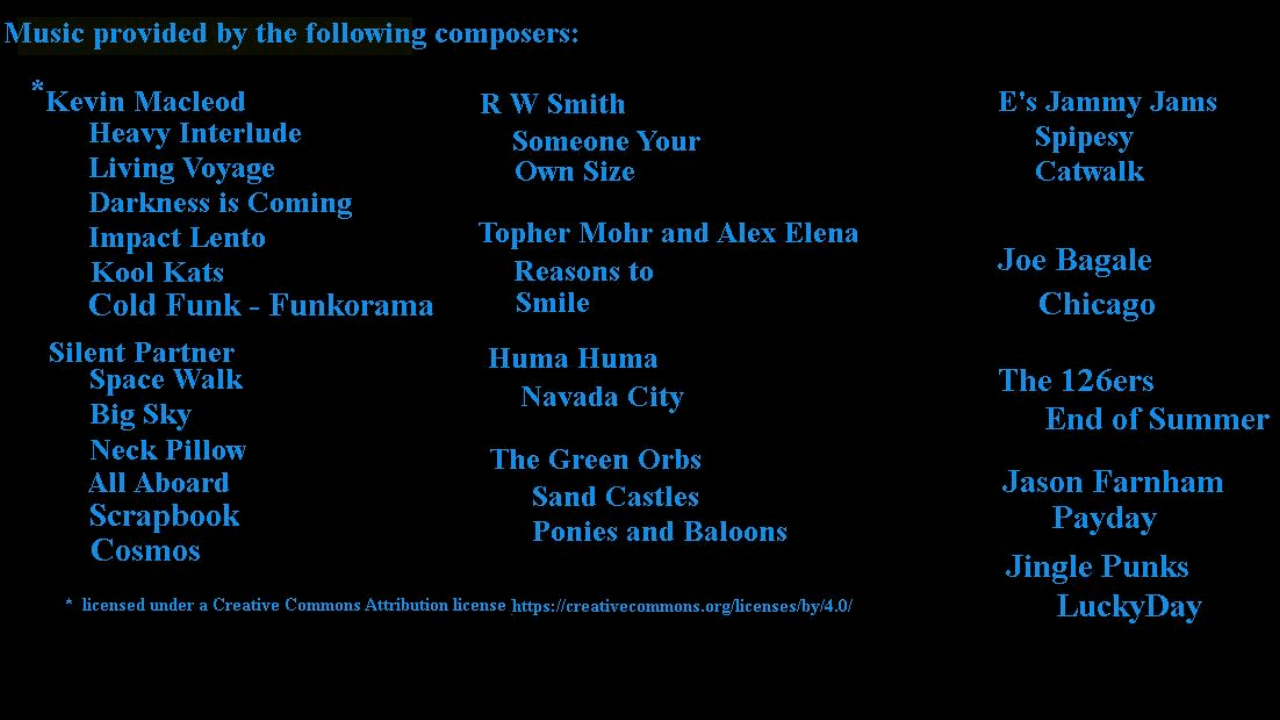 Music provided by the following composers:
*Kevin Macleod
Heavy Interlude
Living Voyage
Darkness is Coming
Impact Lento
Kool Kats
Cold Funk - Funkorama
Silent Partner
Space Walk
Big Sky
Neck Pillow
All Aboard
Scrapbook
Cosmos
R W Smith
Someone Your
Own Size
Topher Mohr and Alex Elena
Reasons to
Smile
Huma Huma
Navada City
The Green Orbs
Sand Castles
Ponies and Baloons
E's Jammy Jams
Spipesy
Catwalk
Joe Bagale
Chicago
The 126ers
End of Summer
Jason Farnham
Payday
Jingle Punks
LuckyDay
* licensed under a Creative Commons Attribution license https://creativecommons.org/licenses/by/4.0/